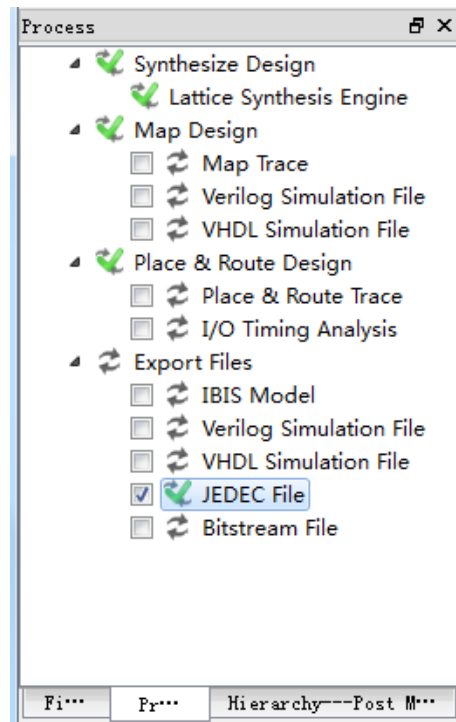 Process
Synthesize Design
Lattice Synthesis Engine
Map Design
Map Trace
Verilog Simulation File
VHDL Simulation File
Place & Route Design
Place & Route Trace
I/O Timing Analysis
Export Files
IBIS Model
Verilog Simulation File
VHDL Simulation File
JEDEC File
Bitstream File
Fi··· Pr··· Hierarchy---Post M···